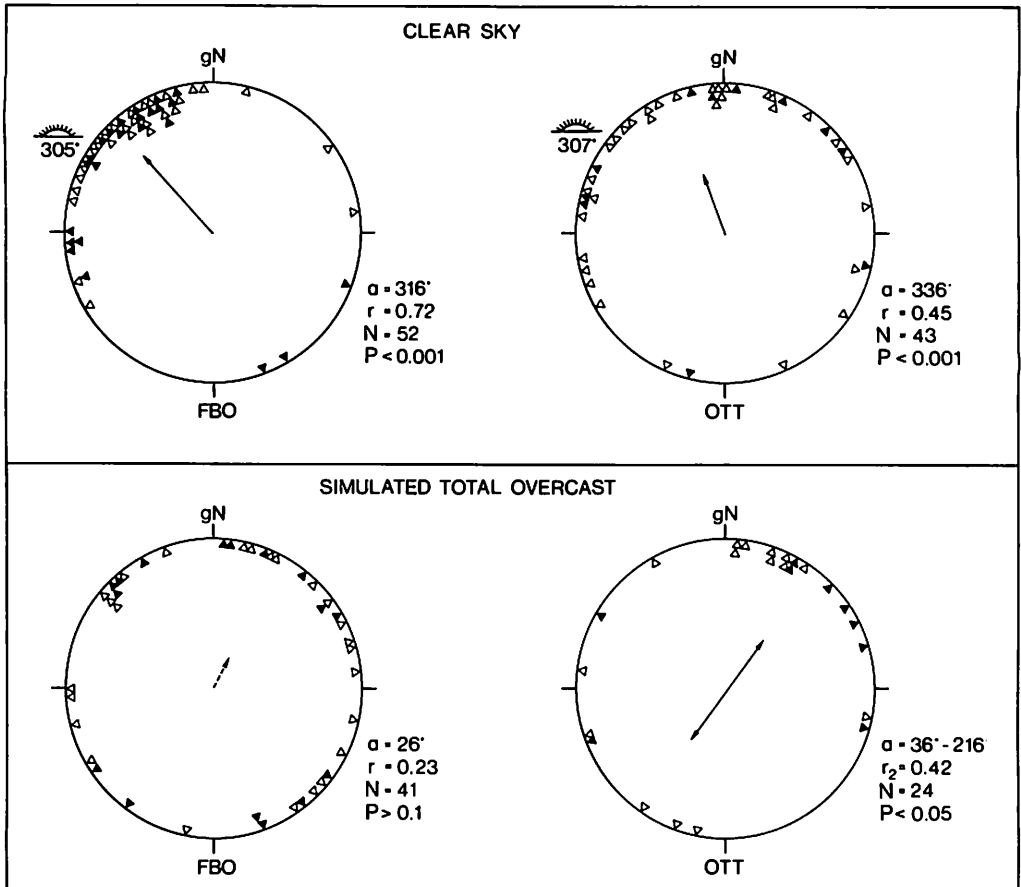 CLEAR SKY
gN
305°
a = 316°
r = 0.72
N = 52
P < 0.001
FBO
gN
307°
a = 336°
r = 0.45
N = 43
P < 0.001
OTT
SIMULATED TOTAL OVERCAST
gN
a = 26°
r = 0.23
N = 41
P > 0.1
FBO
gN
a = 36° - 216°
r₂ = 0.42
N = 24
P < 0.05
OTT